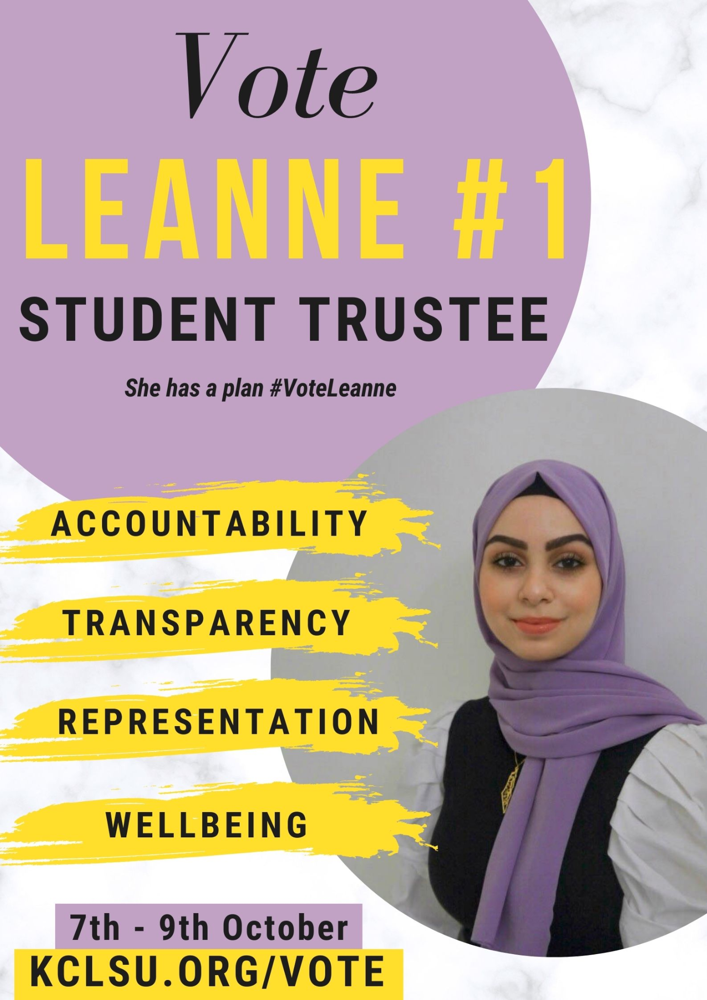 Vote
LEANNE #1
STUDENT TRUSTEE
She has a plan #VoteLeanne
ACCOUNTABILITY
TRANSPARENCY
REPRESENTATION
WELLBEING
7th - 9th October
KCLSU.ORG/VOTE